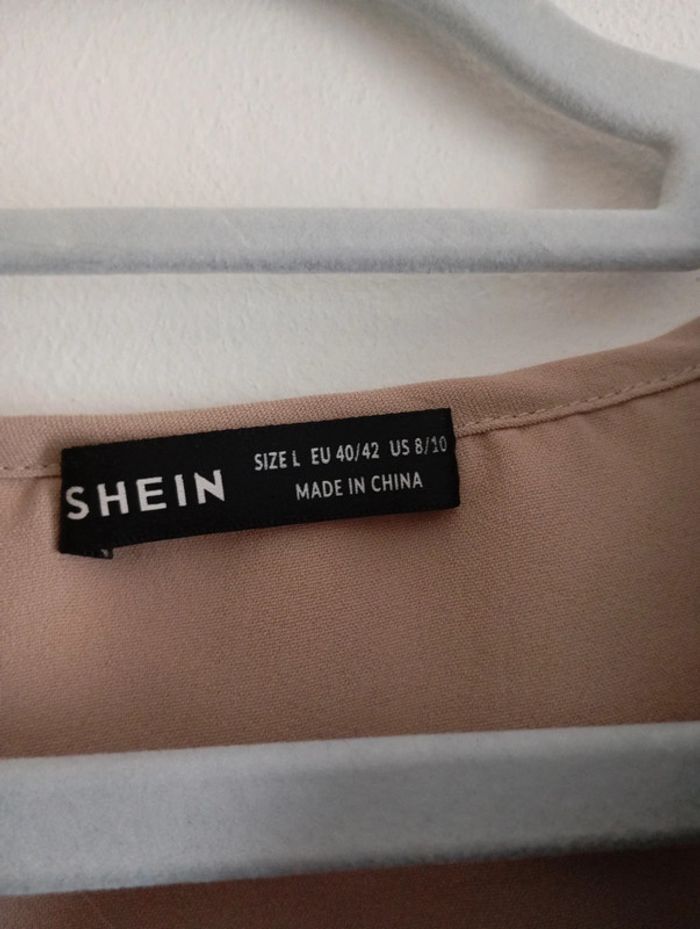 SHEIN
SIZE L EU 40/42 US 8/10
MADE IN CHINA